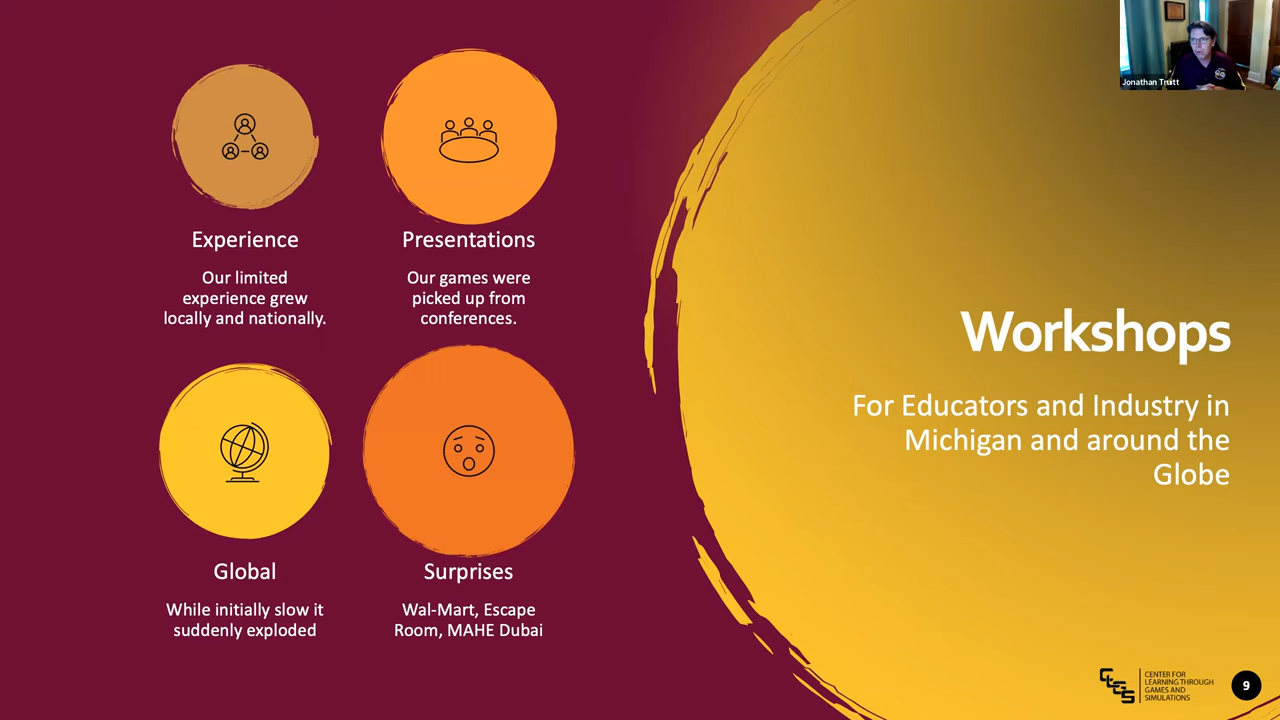 Jonathan Truitt
Experience
Our limited
experience grew
locally and nationally.
Presentations
Our games were
picked up from
conferences.
Global
While initially slow it
suddenly exploded
Surprises
Wal-Mart, Escape
Room, MAHE Dubai
Workshops
For Educators and Industry in
Michigan and around the
Globe
CLGS
CENTER FOR
LEARNING THROUGH
GAMES AND
SIMULATIONS
9